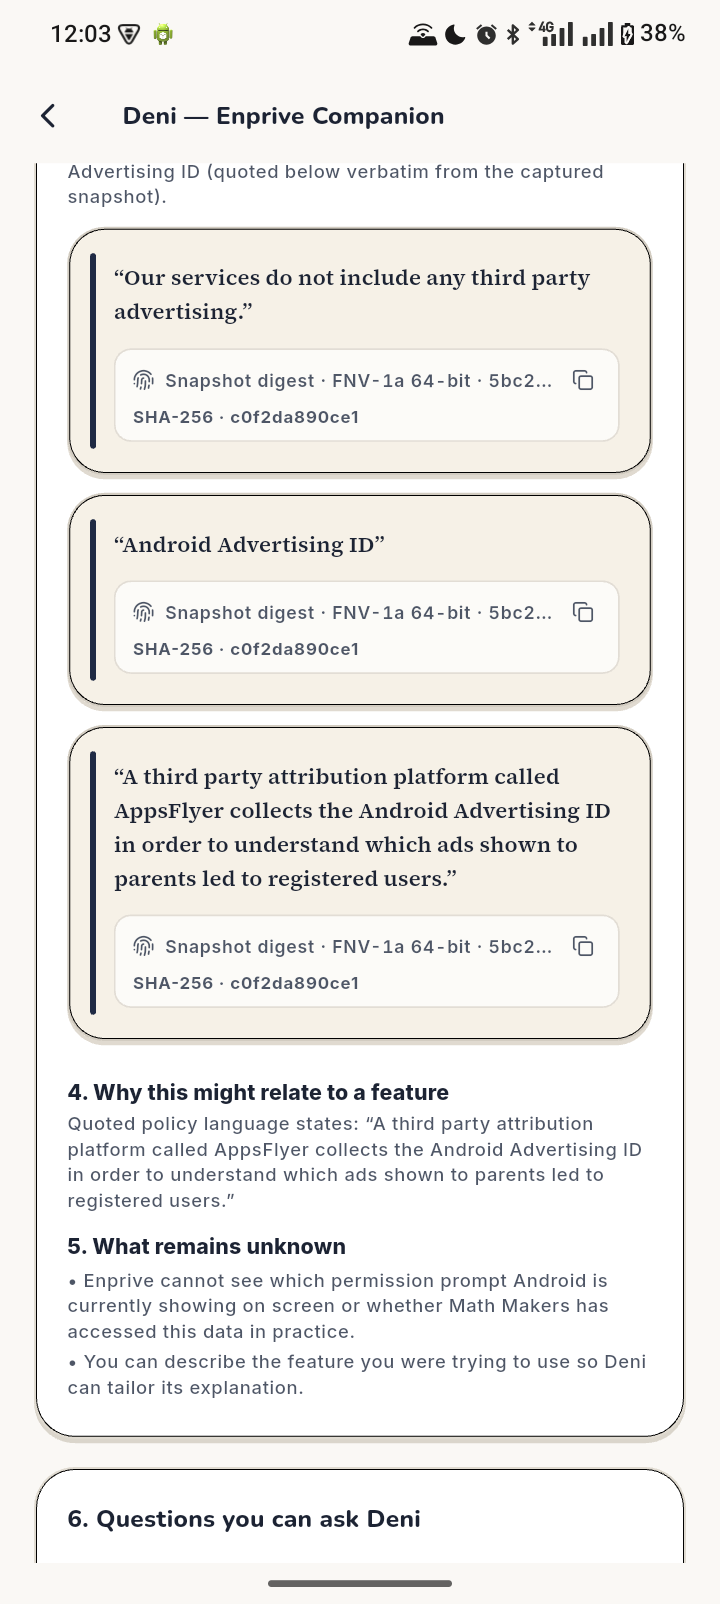 12:03
4G
38%
Deni — Enprive Companion
Advertising ID (quoted below verbatim from the captured
snapshot).
“Our services do not include any third party
advertising.”
Snapshot digest · FNV-1a 64-bit · 5bc2...
SHA-256 · c0f2da890ce1
“Android Advertising ID”
Snapshot digest · FNV-1a 64-bit · 5bc2...
SHA-256 · c0f2da890ce1
“A third party attribution platform called
AppsFlyer collects the Android Advertising ID
in order to understand which ads shown to
parents led to registered users.”
Snapshot digest · FNV-1a 64-bit · 5bc2...
SHA-256 · c0f2da890ce1
4. Why this might relate to a feature
Quoted policy language states: “A third party attribution
platform called AppsFlyer collects the Android Advertising ID
in order to understand which ads shown to parents led to
registered users.”
5. What remains unknown
• Enprive cannot see which permission prompt Android is
currently showing on screen or whether Math Makers has
accessed this data in practice.
• You can describe the feature you were trying to use so Deni
can tailor its explanation.
6. Questions you can ask Deni